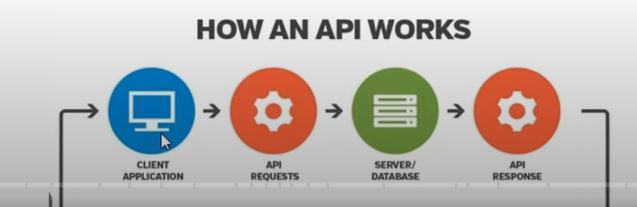 HOW AN API WORKS
CLIENT
APPLICATION
API
REQUESTS
SERVER/
DATABASE
API
RESPONSE